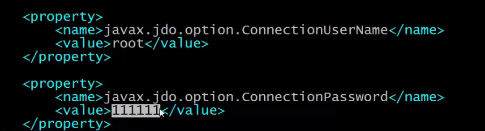 <property>
<name>javax.jdo.option.ConnectionUserName</name>
<value>root</value>
</property>
<property>
<name>javax.jdo.option.ConnectionPassword</name>
<value>111111</value>
</property>